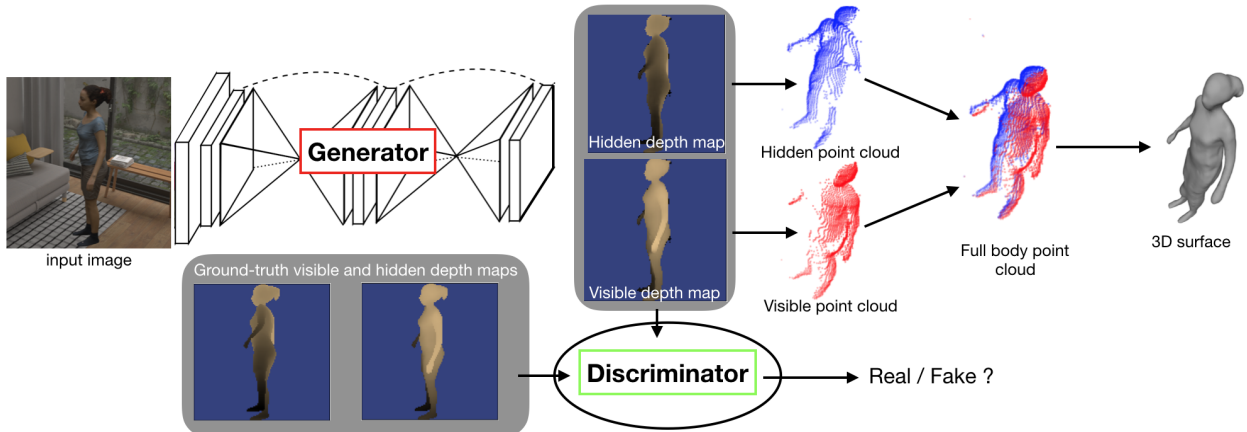 Generator
Hidden depth map
Hidden point cloud
input image
Visible depth map
Visible point cloud
Full body point
cloud
3D surface
Ground-truth visible and hidden depth maps
Discriminator
Real / Fake ?